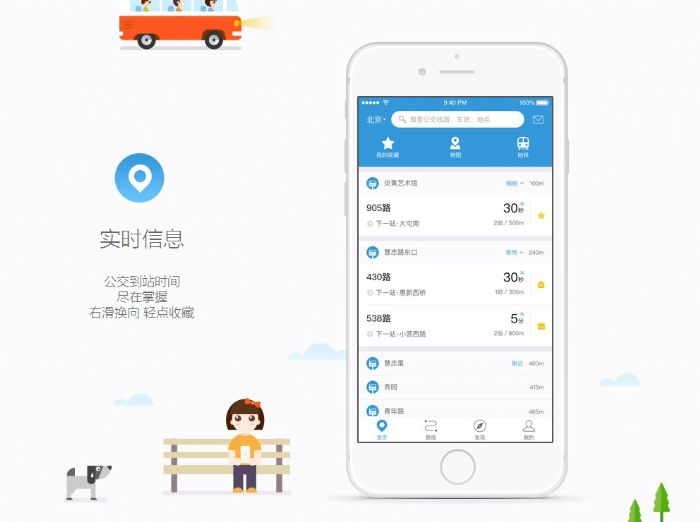 9:40 PM
100%
北京
搜索公交线路、车站、地点
我的收藏
地图
地铁
炎黄艺术馆
100m
905路
30秒
下一站·大屯南
2站 / 500m
慧忠路东口
常用
240m
430路
30秒
下一站·惠新西桥
1站 / 300m
538路
5分
下一站·小营西路
2站 / 800m
慧忠里
附近
460m
秀园
415m
青年路
465m
首页
路线
发现
我的
实时信息
公交到站时间
尽在掌握
右滑换向 轻点收藏